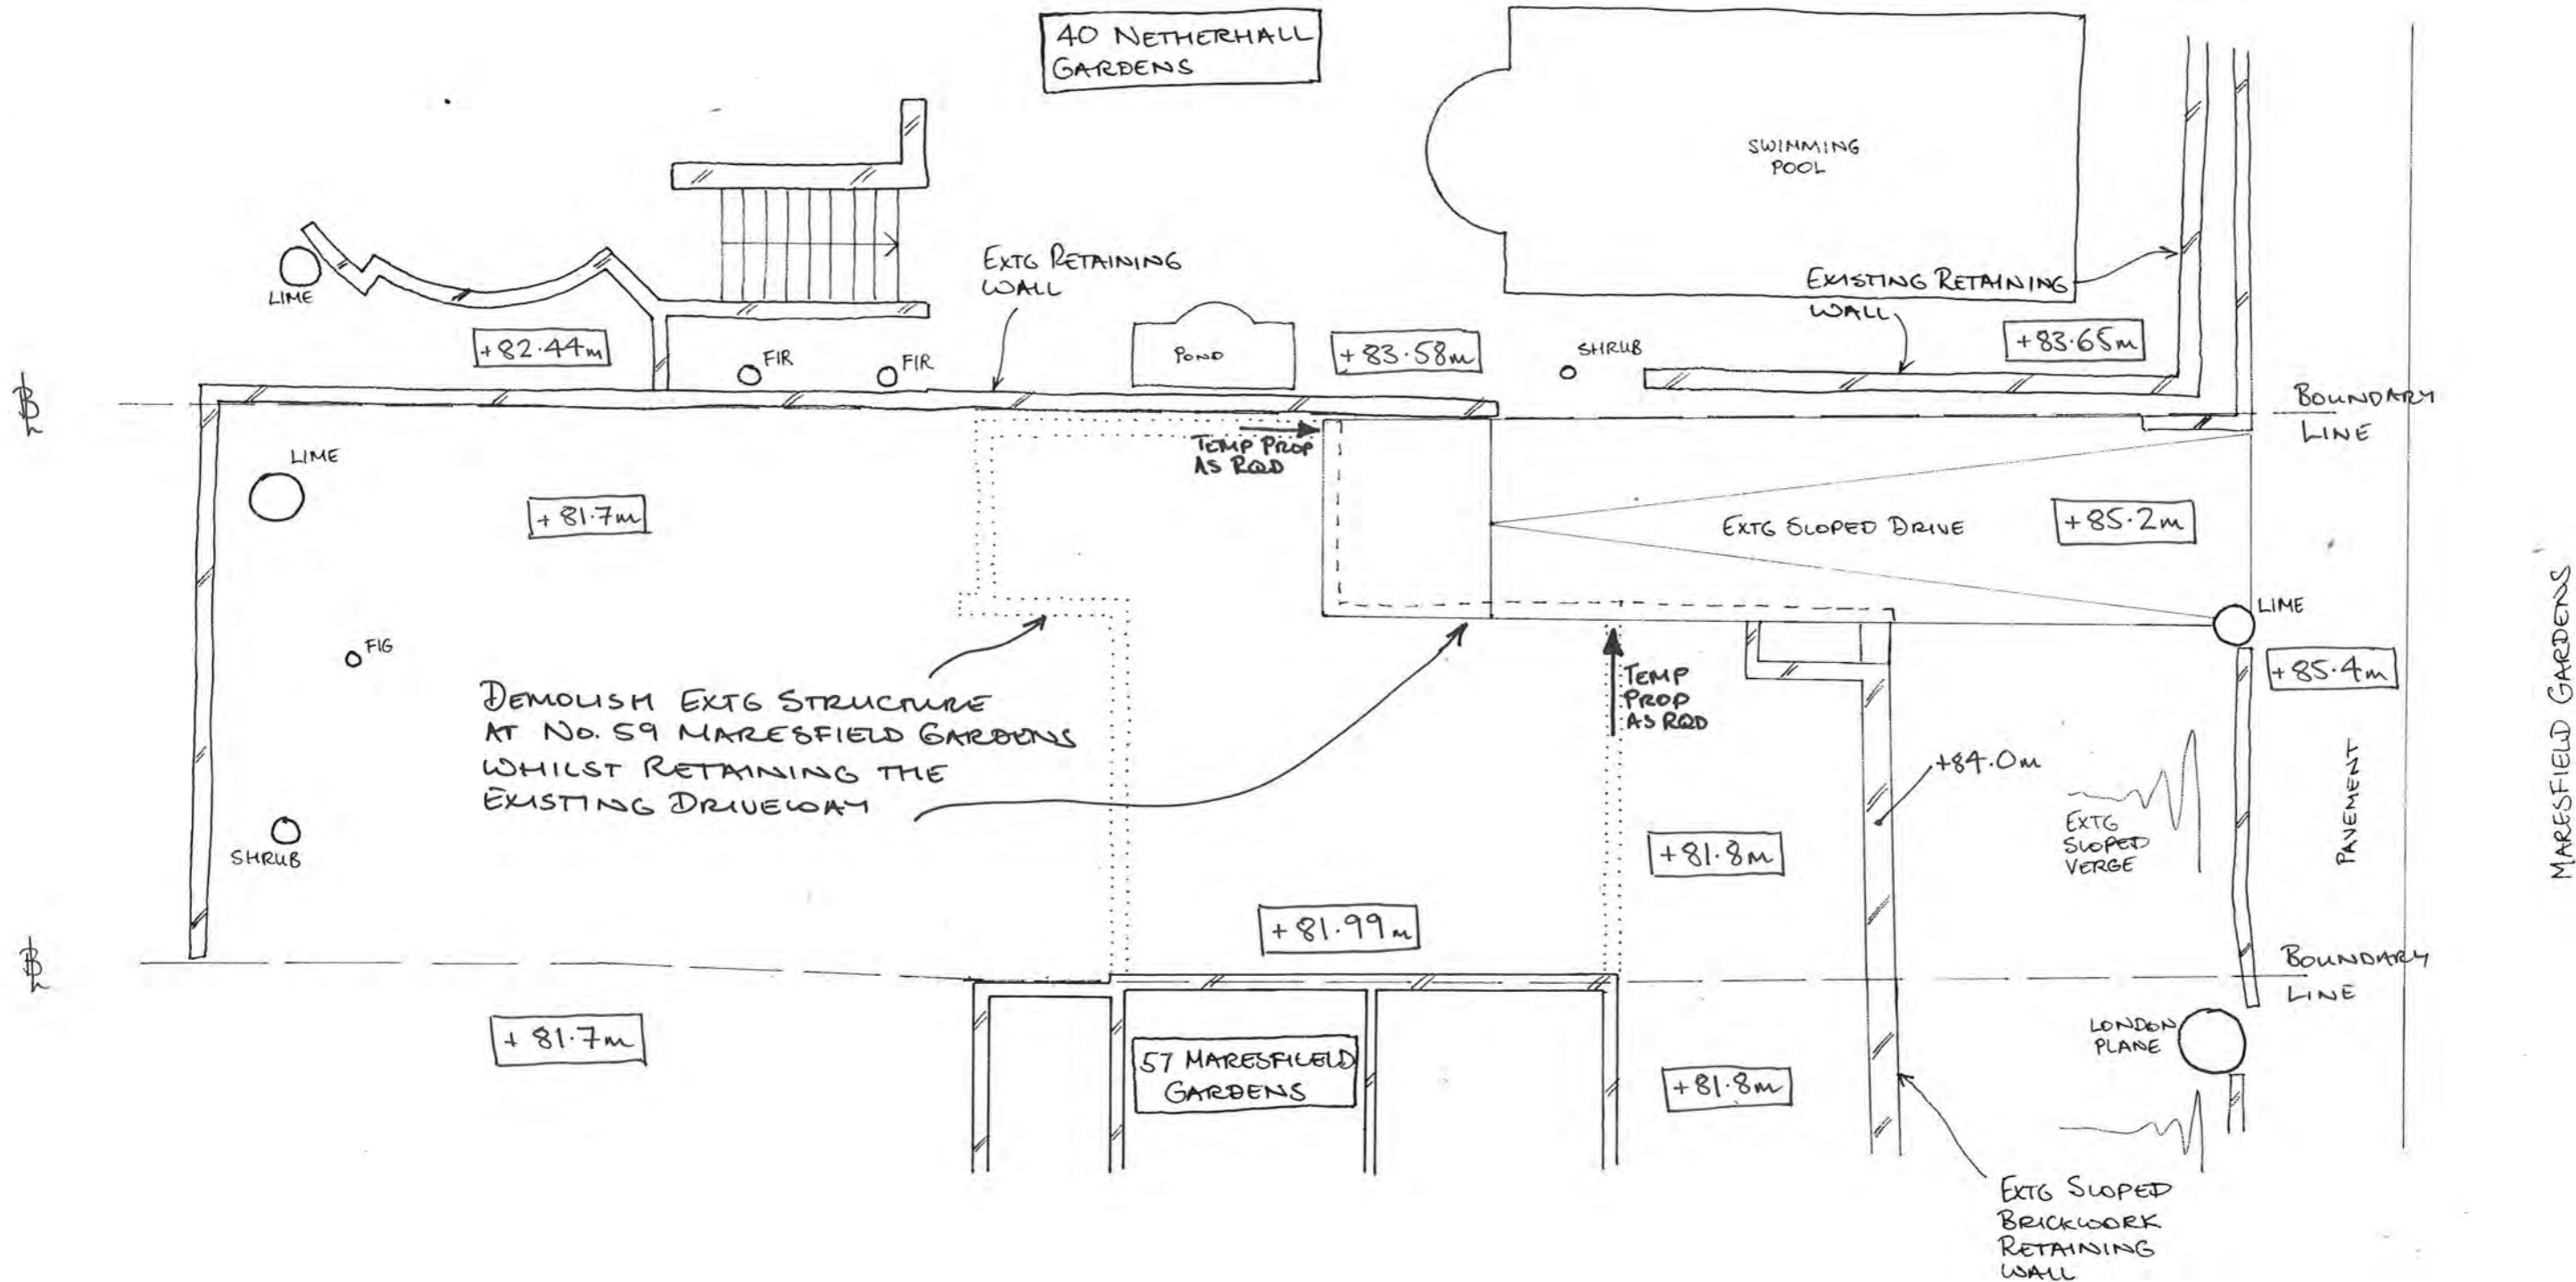 40 NETHERHALL
GARDENS
SWIMMING
POOL
EXTG RETAINING
WALL
EXISTING RETAINING
WALL
LIME
+82.44m
FIR
FIR
POND
+83.58m
SHRUB
+83.65m
BOUNDARY
LINE
LIME
TEMP PROP
AS RQD
+81.7m
EXTG SLOPED DRIVE
+85.2m
LIME
FIG
+85.4m
DEMOLISH EXTG STRUCTURE
AT NO. 59 MARESFIELD GARDENS
WHILST RETAINING THE
EXISTING DRIVEWAY
TEMP
PROP
AS RQD
+84.0m
MARESFIELD GARDENS
PAVEMENT
EXTG
SLOPED
VERGE
SHRUB
+81.8m
+81.99m
BOUNDARY
LINE
+81.7m
57 MARESFILELD
GARDENS
LONDON
PLANE
+81.8m
EXTG SLOPED
BRICKWORK
RETAINING
WALL